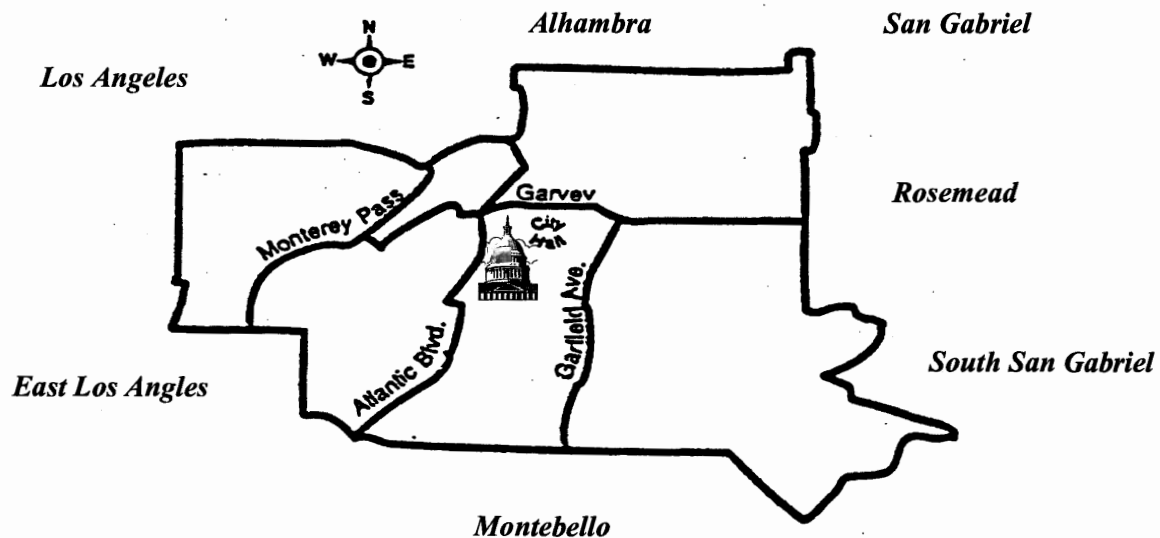 Alhambra
San Gabriel
N
W E
S
Los Angeles
Rosemead
Garvey
City
Hall
Monterey Pass
Garfield Ave.
Atlantic Blvd.
South San Gabriel
East Los Angles
Montebello